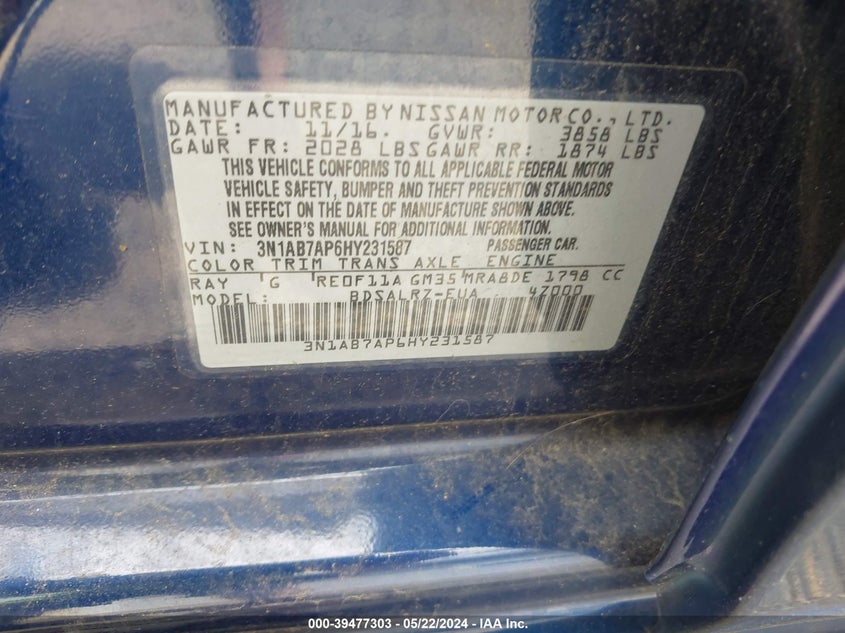 MANUFACTURED BY NISSAN MOTOR CO., LTD.
DATE: 11/16. GVWR: 3858 LBS
GAWR FR: 2028 LBS GAWR RR: 1874 LBS
THIS VEHICLE CONFORMS TO ALL APPLICABLE FEDERAL MOTOR
VEHICLE SAFETY, BUMPER AND THEFT PREVENTION STANDARDS
IN EFFECT ON THE DATE OF MANUFACTURE SHOWN ABOVE.
SEE OWNER'S MANUAL FOR ADDITIONAL INFORMATION.
VIN: 3N1AB7AP6HY231587 PASSENGER CAR.
COLOR TRIM TRANS AXLE ENGINE
RAY G RE0F11A GM35 MRA8DE 1798 CC
MODEL: BDSALRZ-EUA 4Z000
3N1AB7AP6HY231587
000-39477303 - 05/22/2024 - IAA Inc.